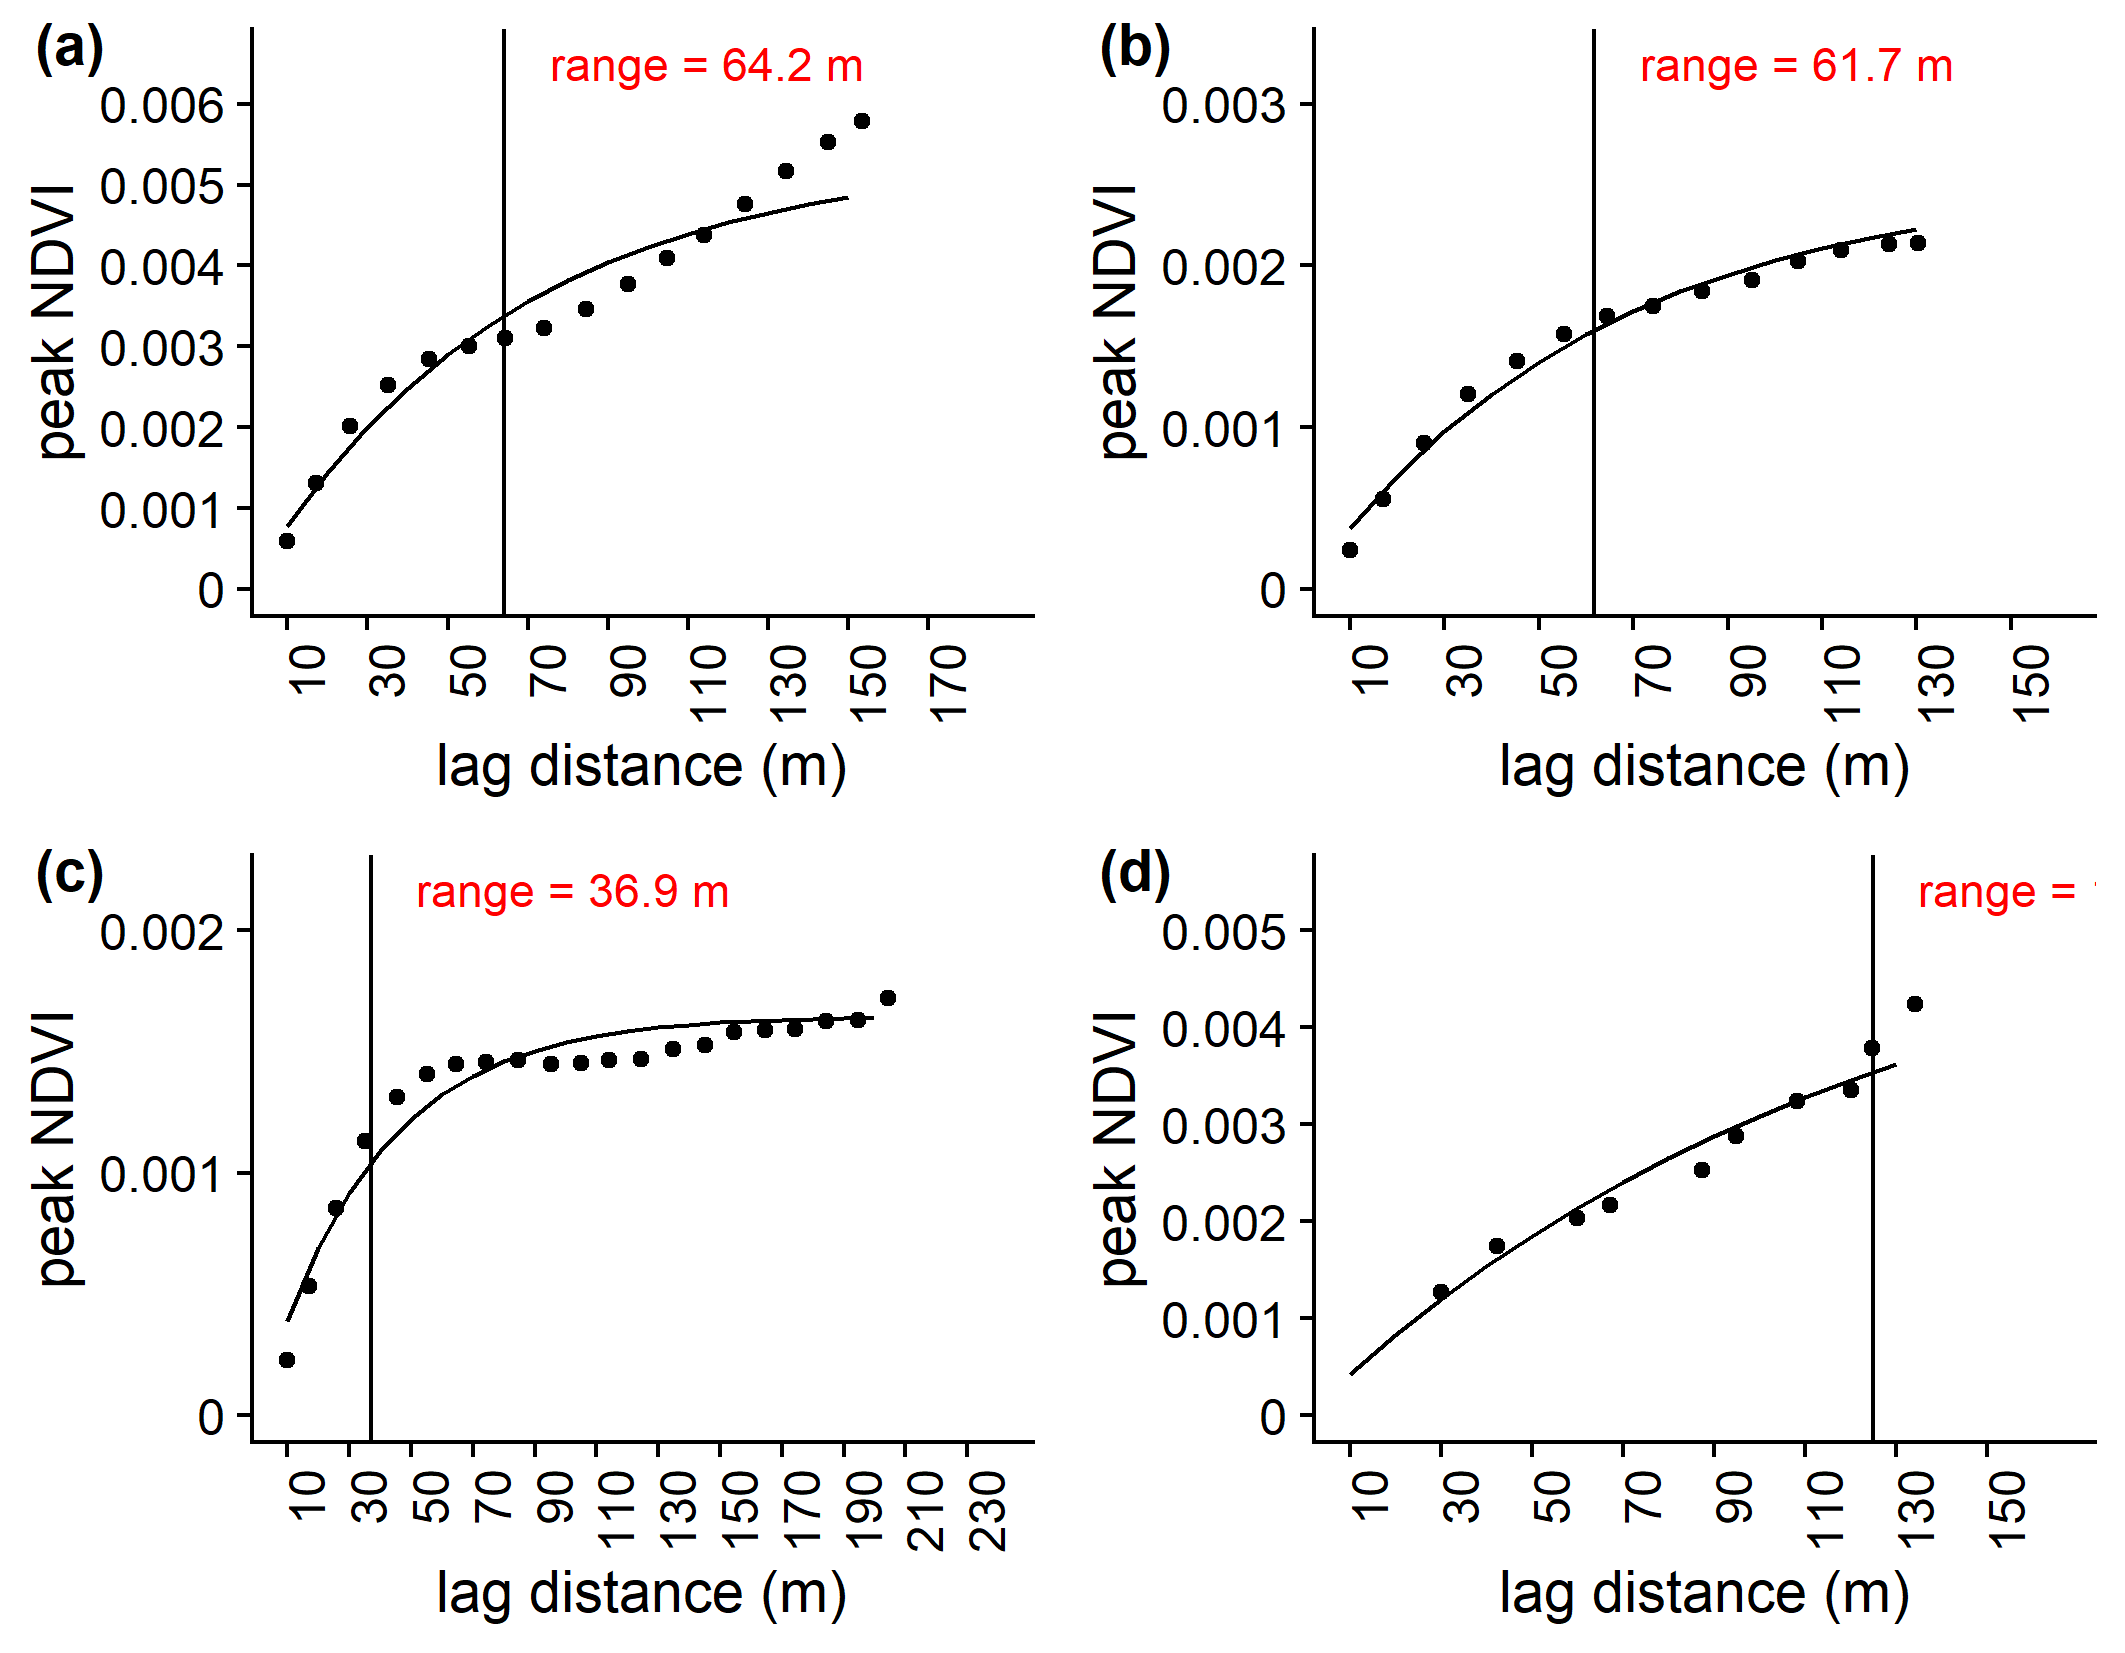 (a)
range = 64.2 m
peak NDVI
0.006
0.005
0.004
0.003
0.002
0.001
0
10 30 50 70 90 110 130 150 170
lag distance (m)
(b)
range = 61.7 m
peak NDVI
0.003
0.002
0.001
0
10 30 50 70 90 110 130 150
lag distance (m)
(c)
range = 36.9 m
peak NDVI
0.002
0.001
0
10 30 50 70 90 110 130 150 170 190 210 230
lag distance (m)
(d)
range =
peak NDVI
0.005
0.004
0.003
0.002
0.001
0
10 30 50 70 90 110 130 150
lag distance (m)